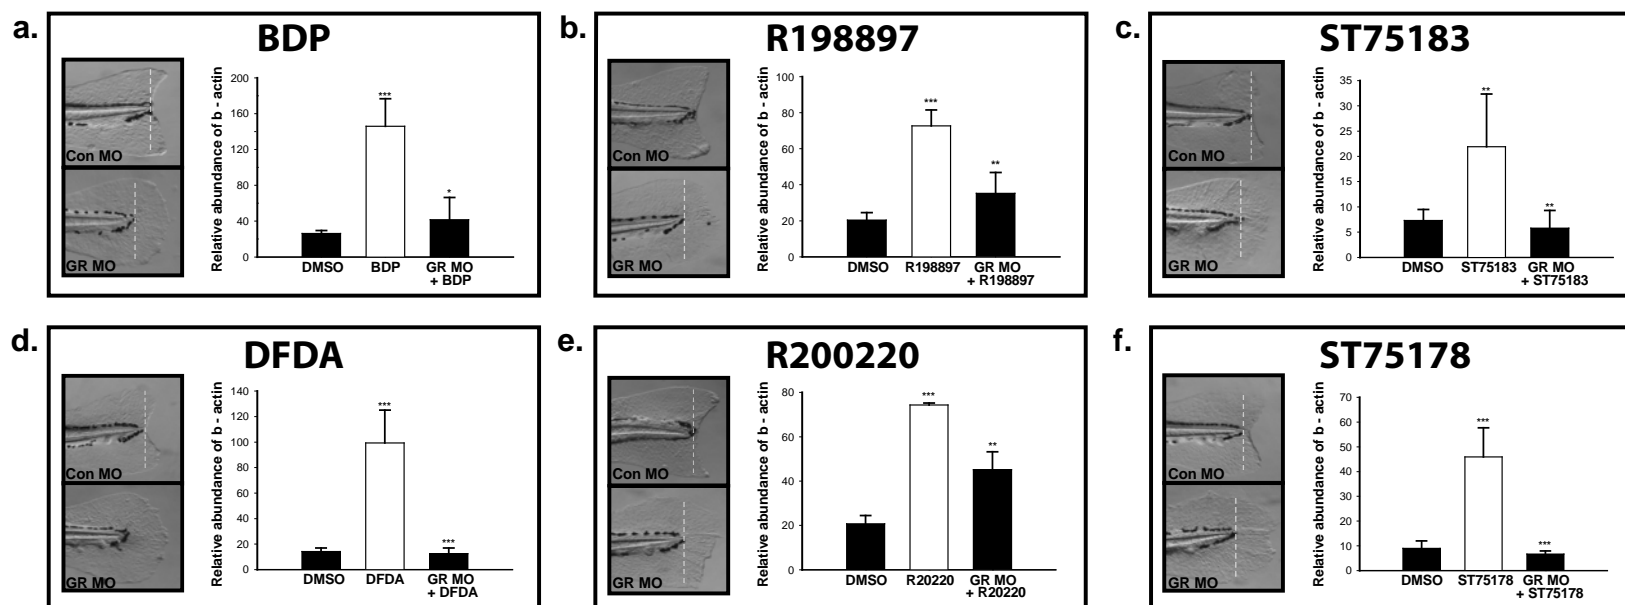 a.
BDP
Con MO
GR MO
Relative abundance of b - actin
200
160
120
80
40
0
***
*
DMSO
BDP
GR MO
+ BDP
b.
R198897
Con MO
GR MO
Relative abundance of b - actin
100
80
60
40
20
0
***
**
DMSO
R198897
GR MO
+ R198897
c.
ST75183
Con MO
GR MO
Relative abundance of b - actin
35
30
25
20
15
10
5
0
**
**
DMSO
ST75183
GR MO
+ ST75183
d.
DFDA
Con MO
GR MO
Relative abundance of b - actin
140
120
100
80
60
40
20
0
***
***
DMSO
DFDA
GR MO
+ DFDA
e.
R200220
Con MO
GR MO
Relative abundance of b - actin
80
60
40
20
0
***
**
DMSO
R20220
GR MO
+ R20220
f.
ST75178
Con MO
GR MO
Relative abundance of b - actin
70
60
50
40
30
20
10
0
***
***
DMSO
ST75178
GR MO
+ ST75178